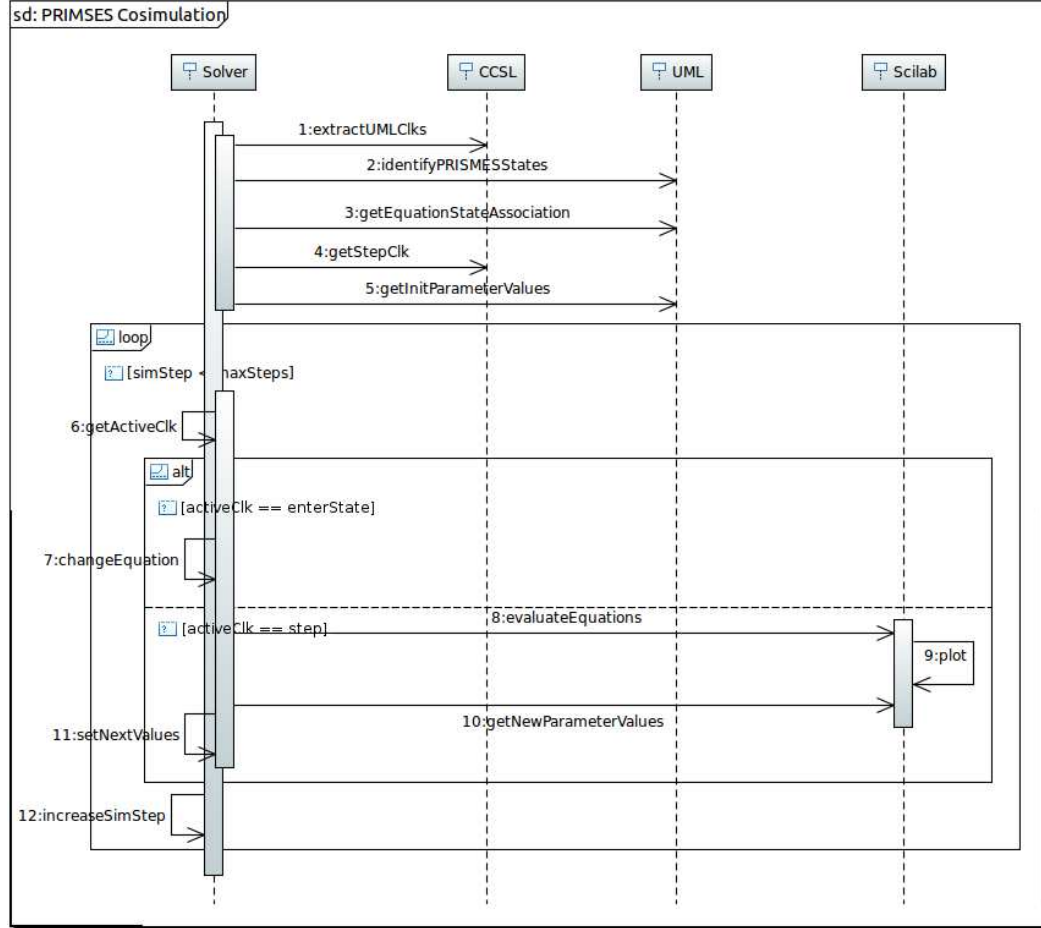 sd: PRIMSES Cosimulation
Solver
CCSL
UML
Scilab
1:extractUMLClks
2:identifyPRISMESStates
3:getEquationStateAssociation
4:getStepClk
5:getInitParameterValues
loop
[simStep < maxSteps]
6:getActiveClk
alt
[activeClk == enterState]
7:changeEquation
8:evaluateEquations
[activeClk == step]
9:plot
10:getNewParameterValues
11:setNextValues
12:increaseSimStep